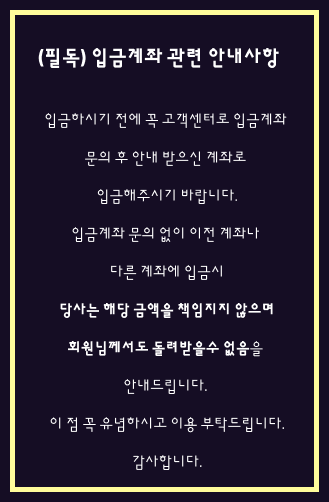 (필독) 입금계좌 관련 안내사항
입금하시기 전에 꼭 고객센터로 입금계좌
문의 후 안내 받으신 계좌로
입금해주시기 바랍니다.
입금계좌 문의 없이 이전 계좌나
다른 계좌에 입금시
당사는 해당 금액을 책임지지 않으며
회원님께서도 돌려받을수 없음을
안내드립니다.
이 점 꼭 유념하시고 이용 부탁드립니다.
감사합니다.